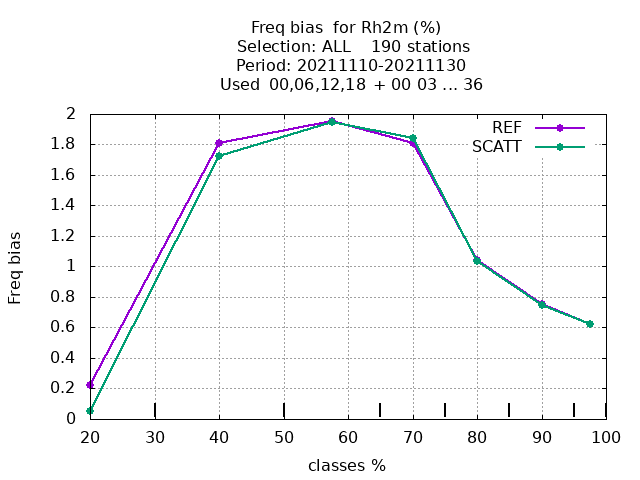 Freq bias  for Rh2m (%)
Selection: ALL    190 stations
Period: 20211110-20211130
Used  00,06,12,18  + 00 03 ... 36
REF
SCATT
2
1.8
1.6
1.4
1.2
1
0.8
0.6
0.4
0.2
0
Freq bias
20 30 40 50 60 70 80 90 100
classes %